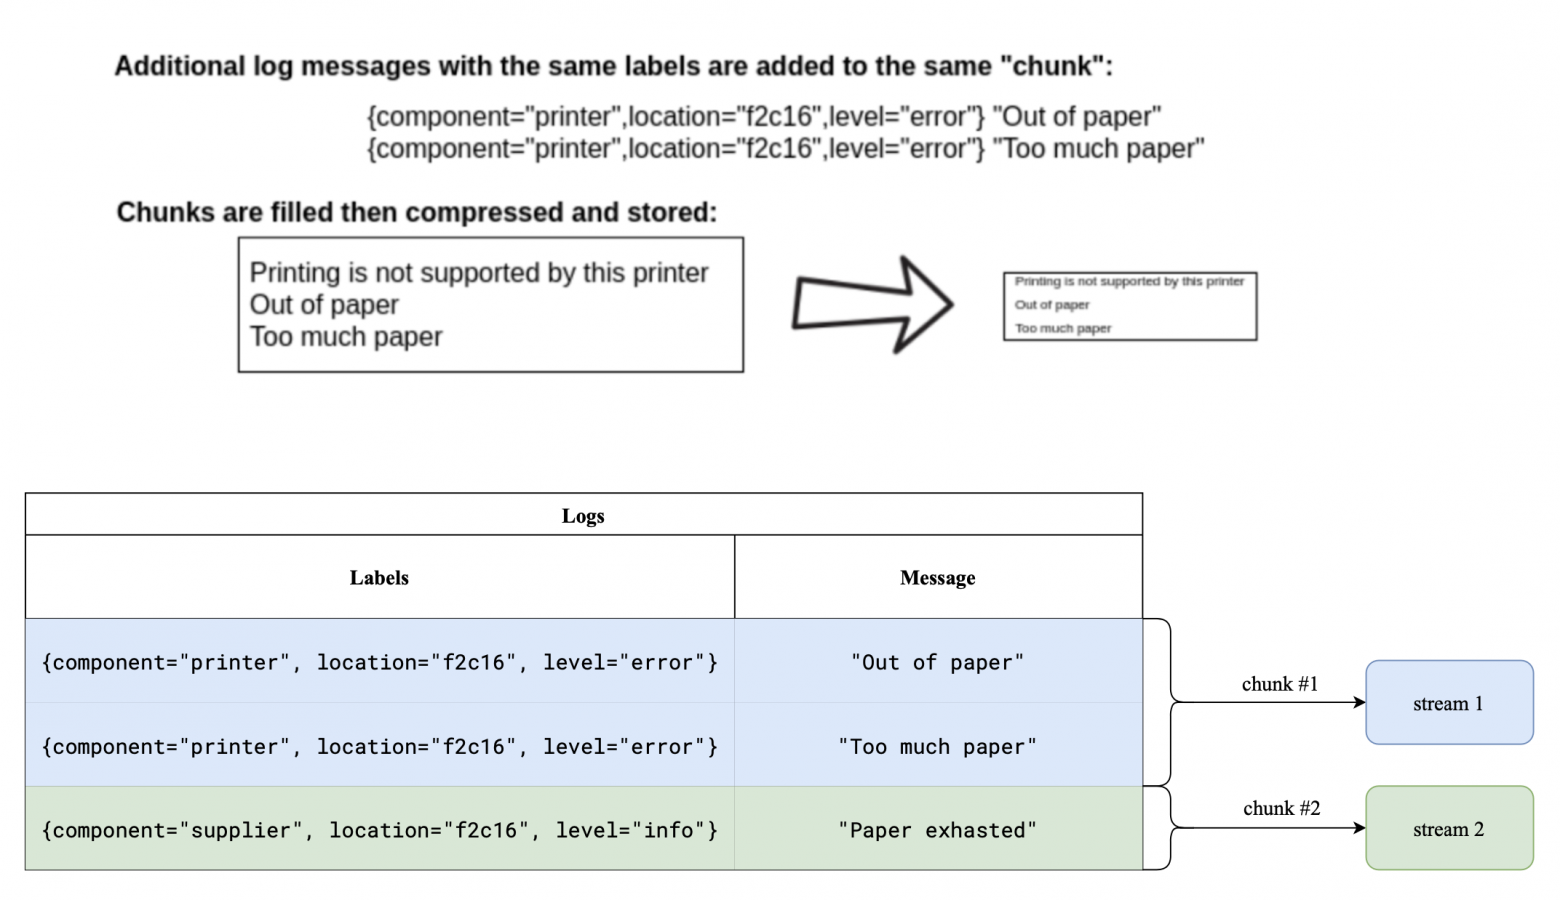 Additional log messages with the same labels are added to the same "chunk":
{component="printer",location="f2c16",level="error"} "Out of paper"
{component="printer",location="f2c16",level="error"} "Too much paper"
Chunks are filled then compressed and stored:
Printing is not supported by this printer
Out of paper
Too much paper
Printing is not supported by this printer
Out of paper
Too much paper
Logs
Labels Message
{component="printer", location="f2c16", level="error"} "Out of paper"
{component="printer", location="f2c16", level="error"} "Too much paper"
chunk #1
stream 1
{component="supplier", location="f2c16", level="info"} "Paper exhasted"
chunk #2
stream 2